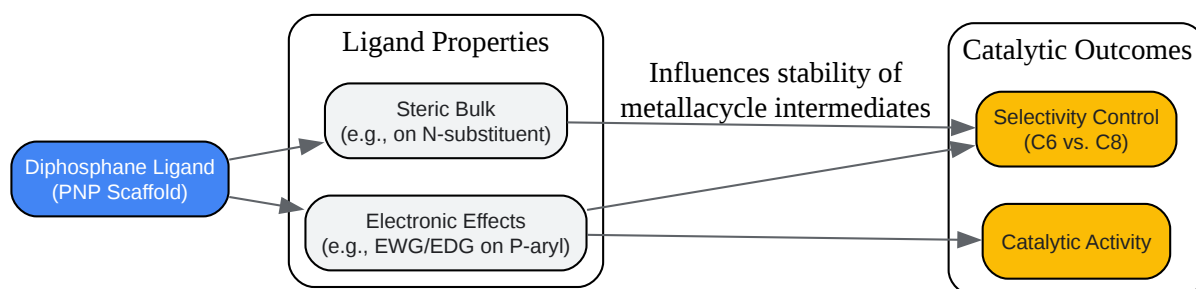 Ligand Properties
Catalytic Outcomes
Influences stability of
metallacycle intermediates
Steric Bulk
(e.g., on N-substituent)
Selectivity Control
(C6 vs. C8)
Diphosphane Ligand
(PNP Scaffold)
Electronic Effects
(e.g., EWG/EDG on P-aryl)
Catalytic Activity